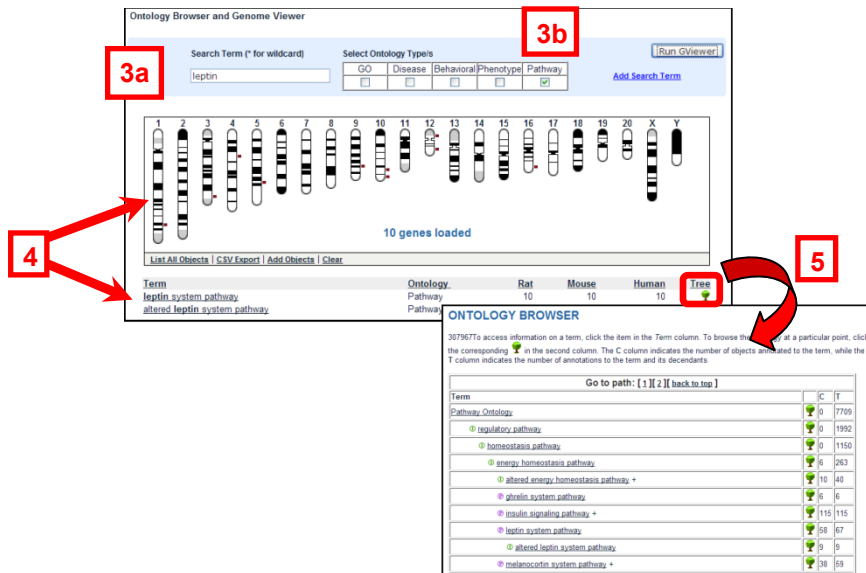 Ontology Browser and Genome Viewer
3b
3a
Search Term (* for wildcard)
Select Ontology Type/s
Run GViewer
leptin
GO Disease Behavioral Phenotype Pathway
Add Search Term
1 2 3 4 5 6 7 8 9 10 11 12 13 14 15 16 17 18 19 20 X Y
4
10 genes loaded
List All Objects | CSV Export | Add Objects | Clear
5
Term Ontology Rat Mouse Human Tree
leptin system pathway Pathway 10 10 10
altered leptin system pathway Pathway
ONTOLOGY BROWSER
307967To access information on a term, click the item in the Term column. To browse the at a particular point, clic
the corresponding in the second column. The C column indicates the number of objects annotated to the term, while the
T column indicates the number of annotations to the term and its decendants.
Go to path: [ 1 ][ 2 ][ back to top ]
Term C T
Pathway Ontology 0 7709
regulatory pathway 0 1992
homeostasis pathway 0 1150
energy homeostasis pathway 6 263
altered energy homeostasis pathway + 10 40
ghrelin system pathway 6 6
insulin signaling pathway + 115 115
leptin system pathway 58 67
altered leptin system pathway 9 9
melanocortin system pathway + 38 59